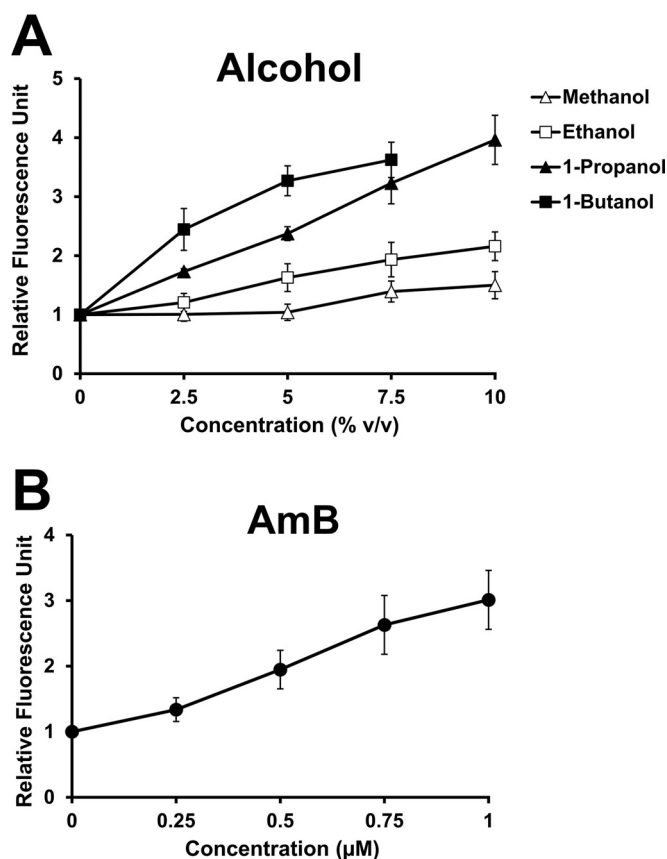 A
Alcohol
Relative Fluorescence Unit
5
4
3
2
1
0
0 2.5 5 7.5 10
Concentration (% v/v)
Methanol
Ethanol
1-Propanol
1-Butanol
B
AmB
Relative Fluorescence Unit
4
3
2
1
0
0 0.25 0.5 0.75 1
Concentration (µM)